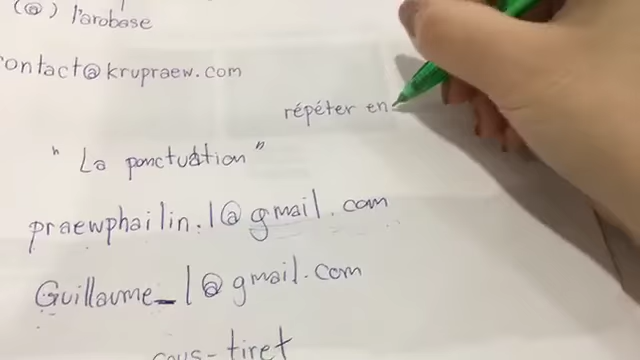 (@) l'arobase
contact@krupraew.com
répéter en
" La ponctuation "
praewphailin.1@gmail.com
Guillaume_1@gmail.com
sous-tiret